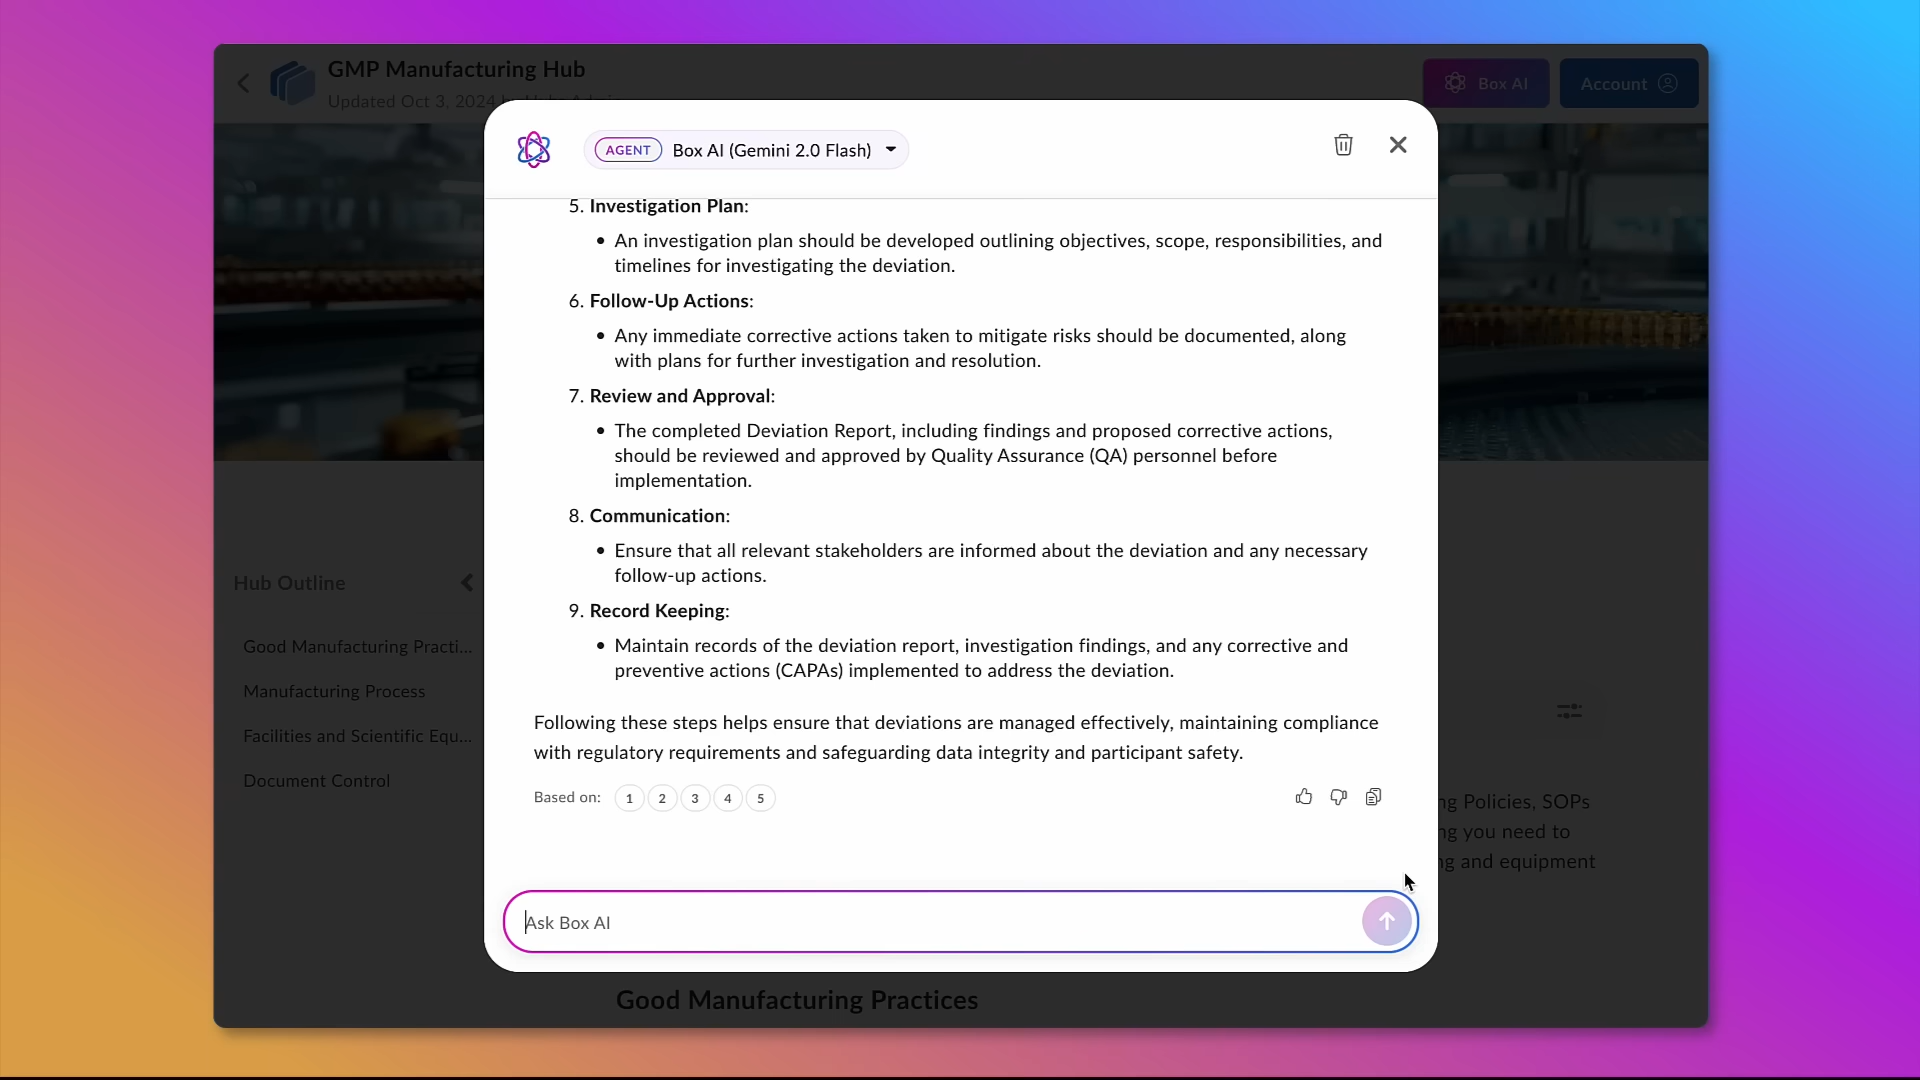 GMP Manufacturing Hub
Updated Oct 3, 2024 by Hubs Admin
Box AI
Account
AGENT Box AI (Gemini 2.0 Flash)
5. Investigation Plan:
• An investigation plan should be developed outlining objectives, scope, responsibilities, and
timelines for investigating the deviation.
6. Follow-Up Actions:
• Any immediate corrective actions taken to mitigate risks should be documented, along
with plans for further investigation and resolution.
7. Review and Approval:
• The completed Deviation Report, including findings and proposed corrective actions,
should be reviewed and approved by Quality Assurance (QA) personnel before
implementation.
8. Communication:
• Ensure that all relevant stakeholders are informed about the deviation and any necessary
follow-up actions.
9. Record Keeping:
• Maintain records of the deviation report, investigation findings, and any corrective and
preventive actions (CAPAs) implemented to address the deviation.
Following these steps helps ensure that deviations are managed effectively, maintaining compliance
with regulatory requirements and safeguarding data integrity and participant safety.
Based on: 1 2 3 4 5
Ask Box AI
Hub Outline
Good Manufacturing Practi...
Manufacturing Process
Facilities and Scientific Equ...
Document Control
ng Policies, SOPs
ng you need to
ng and equipment
Good Manufacturing Practices